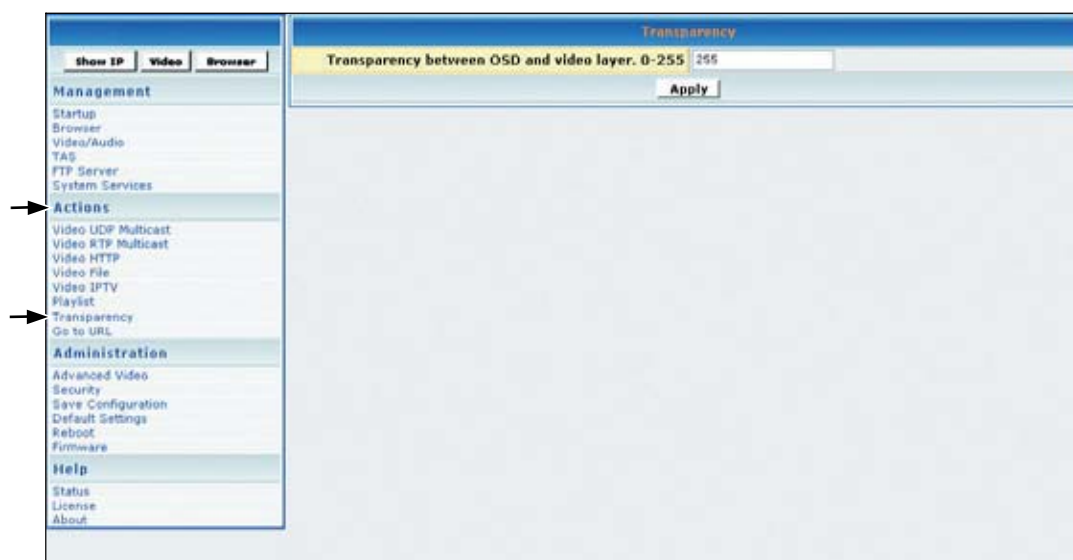 Show IP Video Browser
Management
Startup
Browser
Video/Audio
TAS
FTP Server
System Services
Actions
Video UDP Multicast
Video RTP Multicast
Video HTTP
Video File
Video IPTV
Playlist
Transparency
Go to URL
Administration
Advanced Video
Security
Save Configuration
Default Settings
Reboot
Firmware
Help
Status
License
About
Transparency
Transparency between OSD and video layer. 0-255 255
Apply